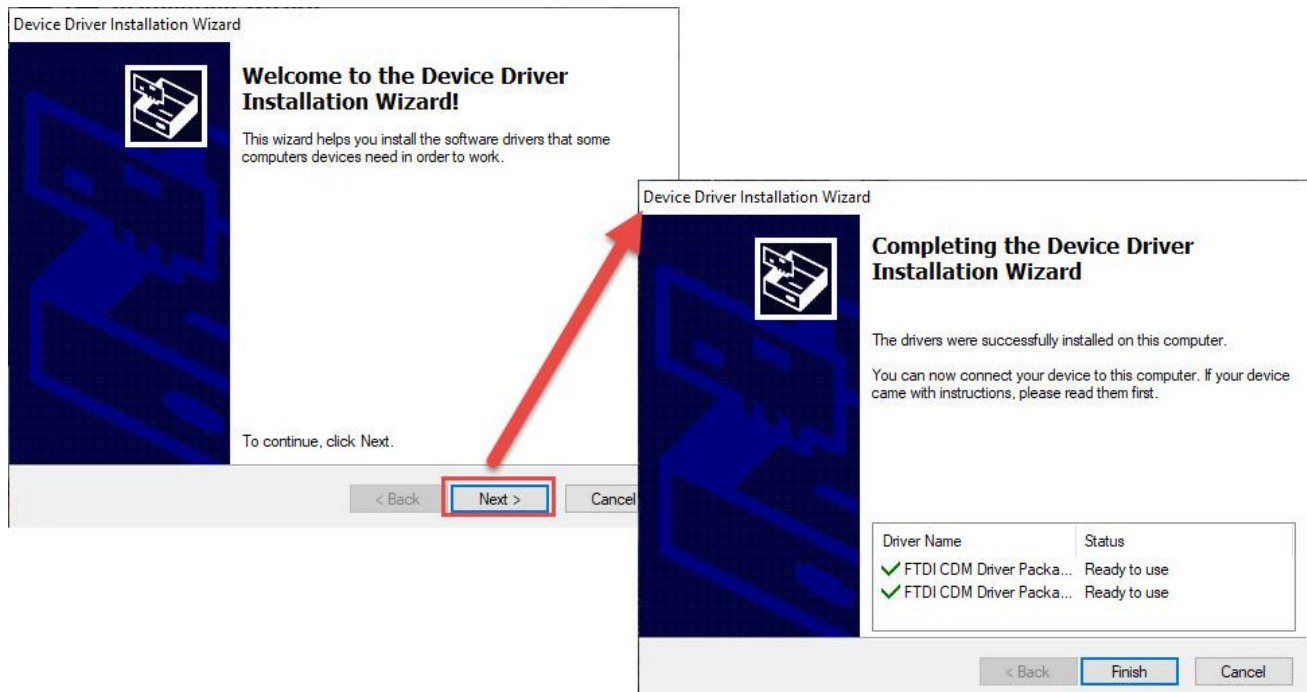 Device Driver Installation Wizard
Welcome to the Device Driver
Installation Wizard!
This wizard helps you install the software drivers that some
computers devices need in order to work.
To continue, click Next.
< Back
Next >
Cancel
Device Driver Installation Wizard
Completing the Device Driver
Installation Wizard
The drivers were successfully installed on this computer.
You can now connect your device to this computer. If your device
came with instructions, please read them first.
Driver Name Status
FTDI CDM Driver Packa... Ready to use
FTDI CDM Driver Packa... Ready to use
< Back
Finish
Cancel